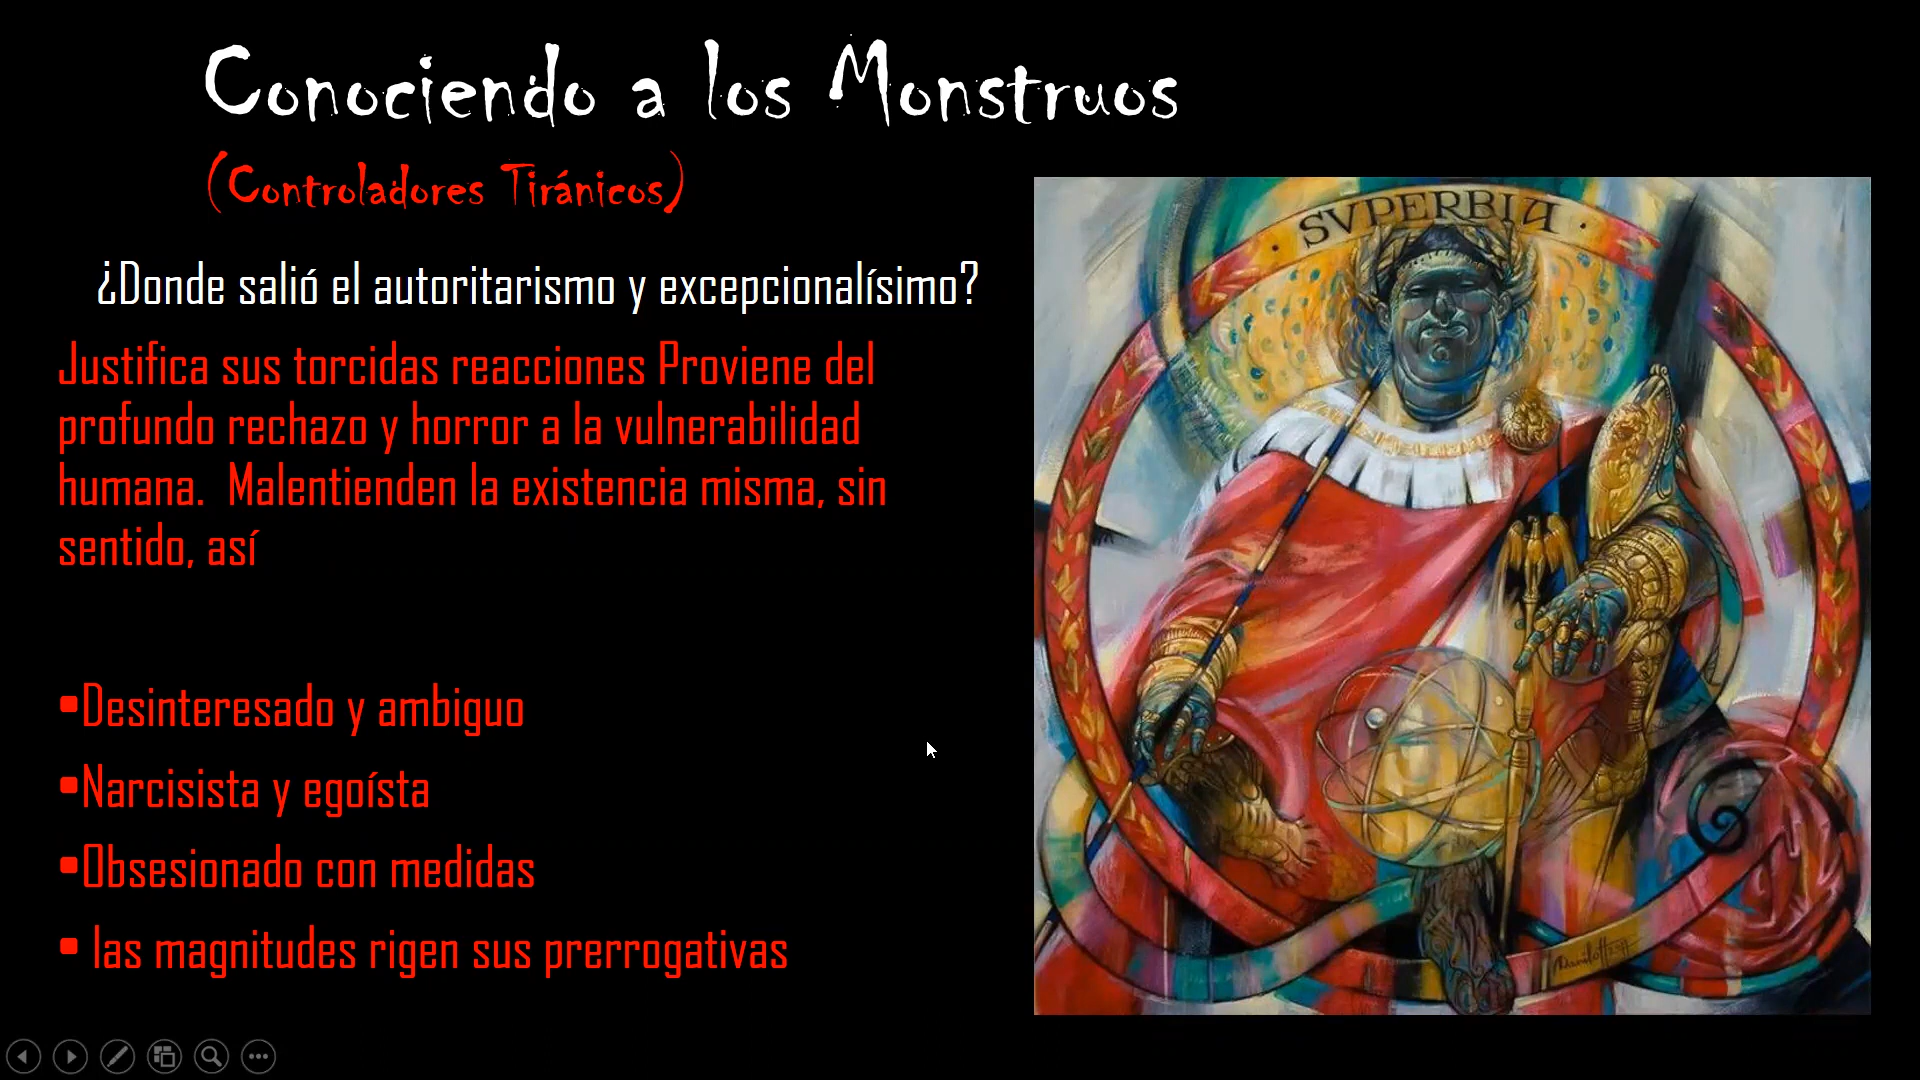 Conociendo a los Monstruos
(Controladores Tiránicos)
SVPERBIA
¿Donde salió el autoritarismo y excepcionalísimo?
Justifica sus torcidas reacciones Proviene del
profundo rechazo y horror a la vulnerabilidad
humana.  Malentienden la existencia misma, sin
sentido, así
▪Desinteresado y ambiguo
▪Narcisista y egoísta
▪Obsesionado con medidas
▪ las magnitudes rigen sus prerrogativas